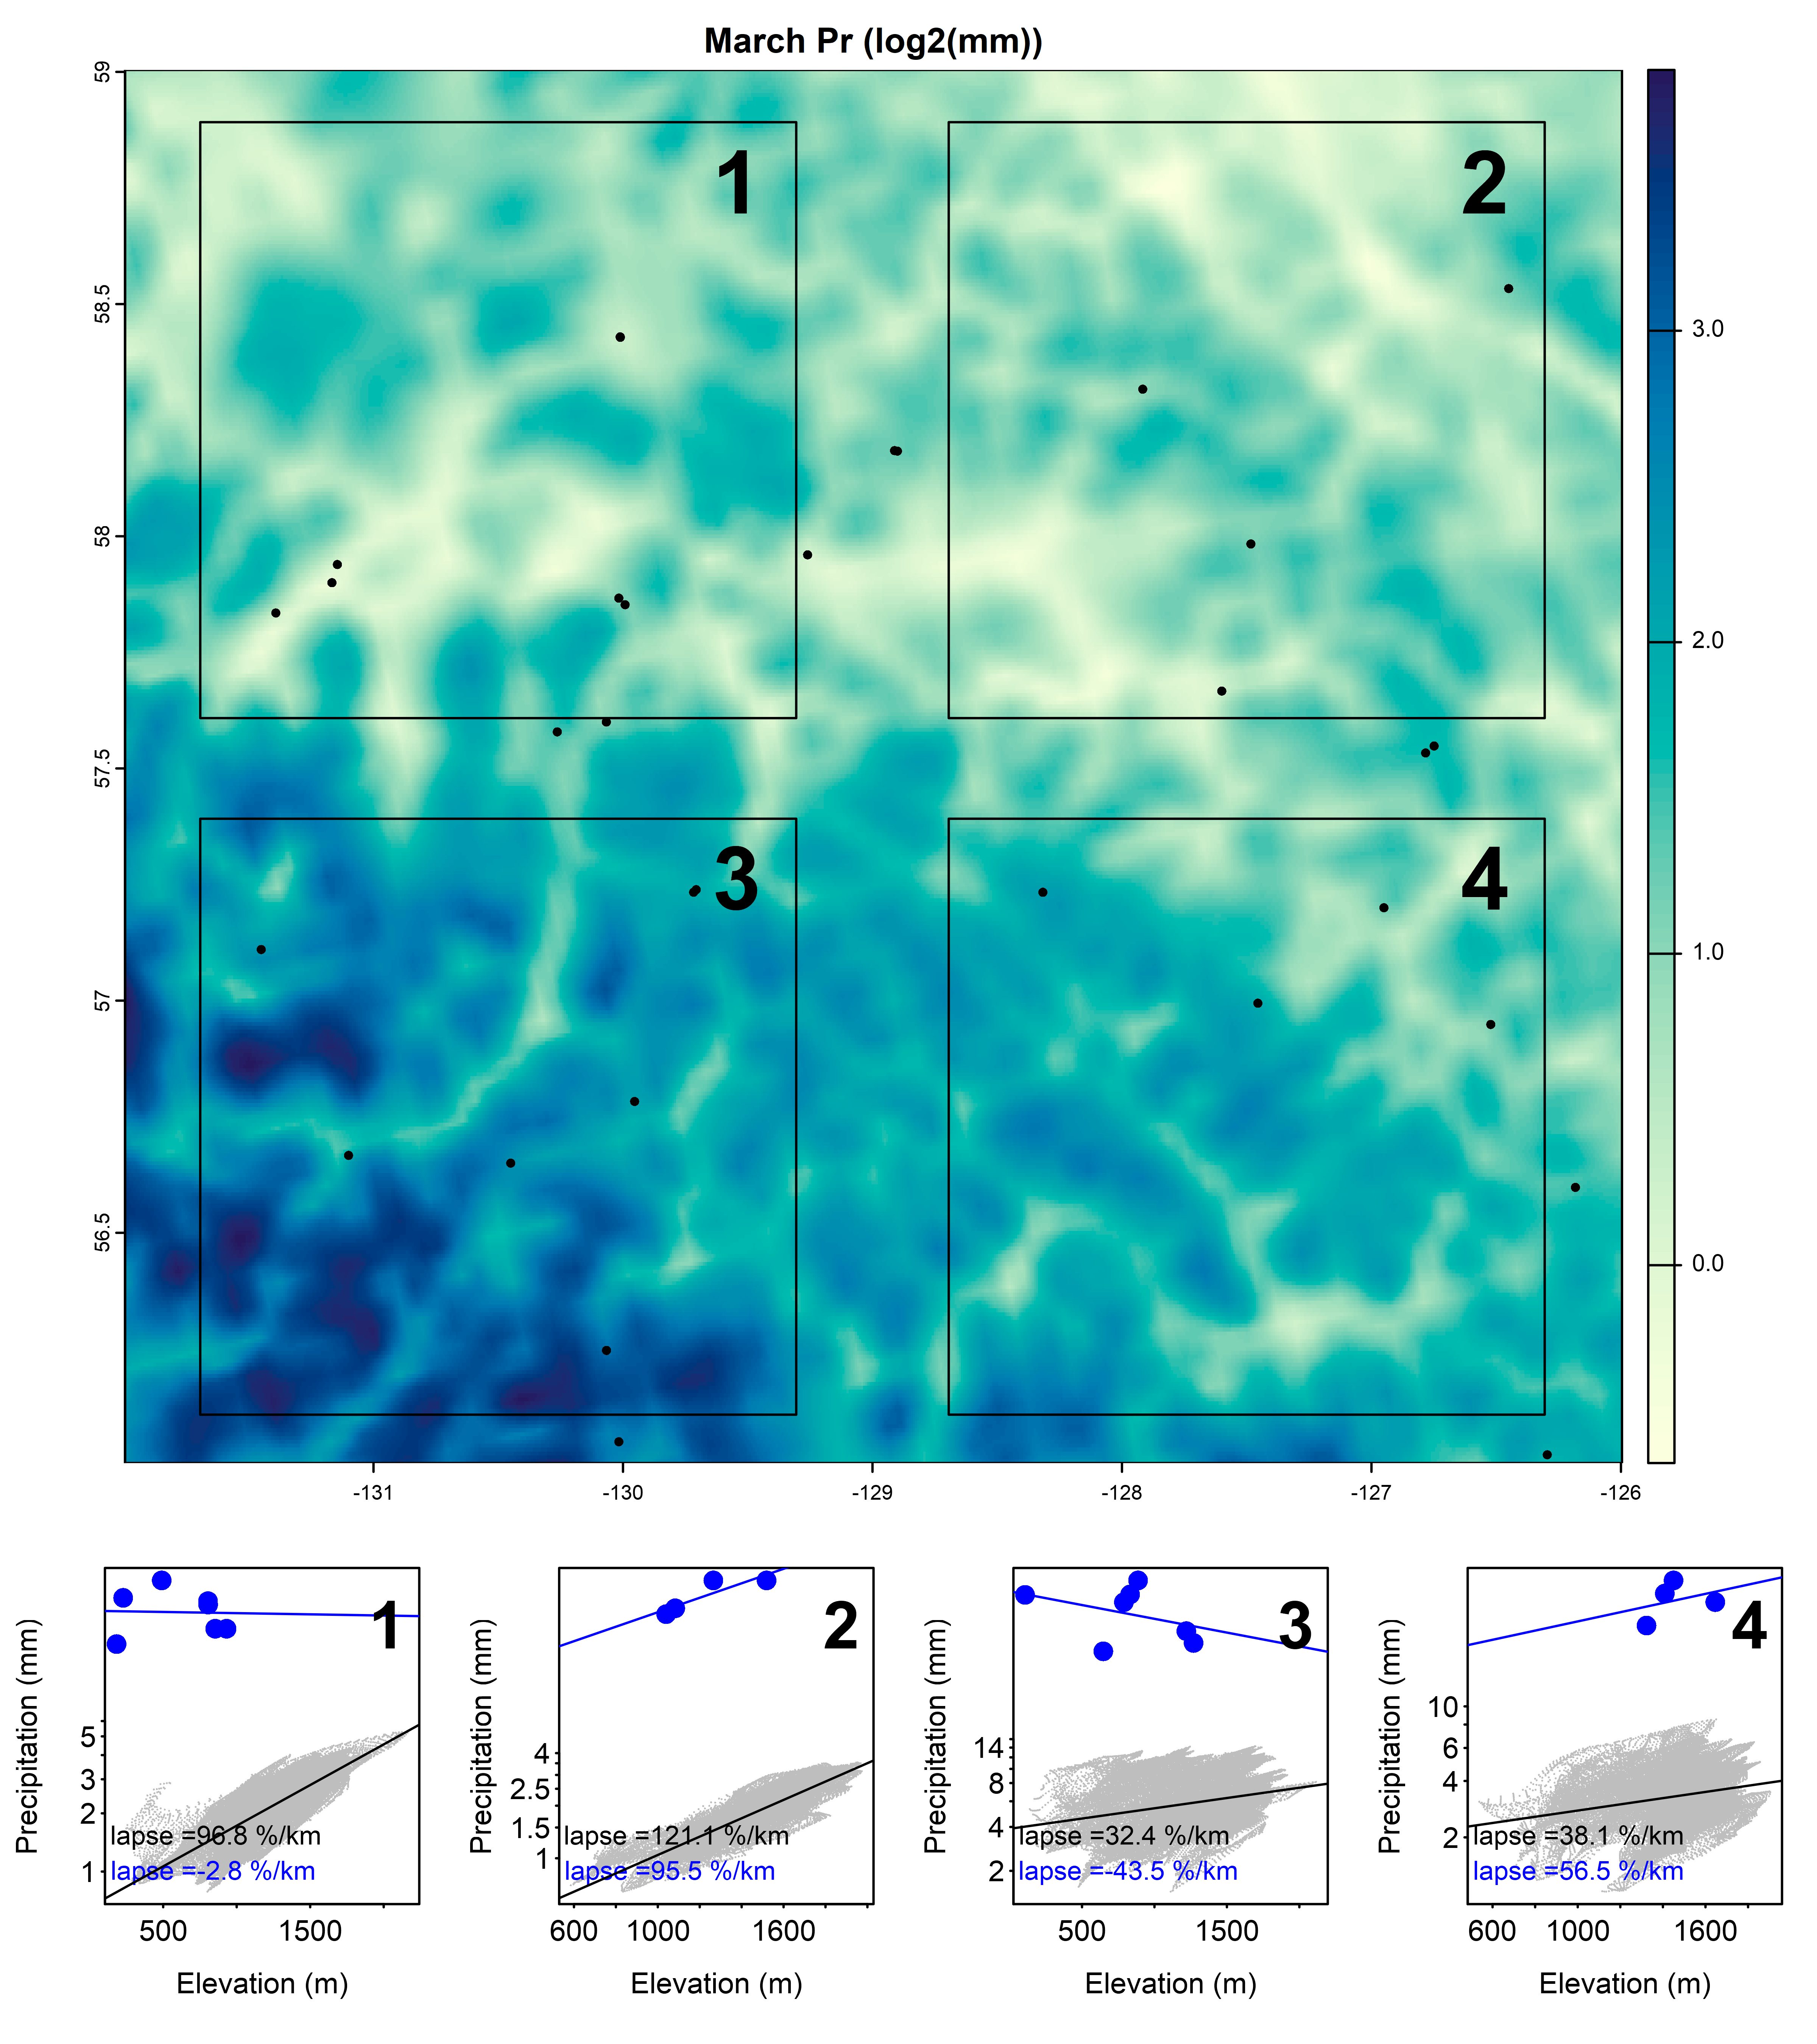 March Pr (log2(mm))
59
58.5
58
57.5
57
56.5
-131
-130
-129
-128
-127
-126
3.0
2.0
1.0
0.0
1
2
3
4
Precipitation (mm)
5
3
2
1
1
lapse =96.8 %/km
lapse =-2.8 %/km
500
1500
Elevation (m)
Precipitation (mm)
4
2.5
1.5
1
2
lapse =121.1 %/km
lapse =95.5 %/km
600
1000
1600
Elevation (m)
Precipitation (mm)
14
8
4
2
3
lapse =32.4 %/km
lapse =-43.5 %/km
500
1500
Elevation (m)
Precipitation (mm)
10
6
4
2
4
lapse =38.1 %/km
lapse =56.5 %/km
600
1000
1600
Elevation (m)